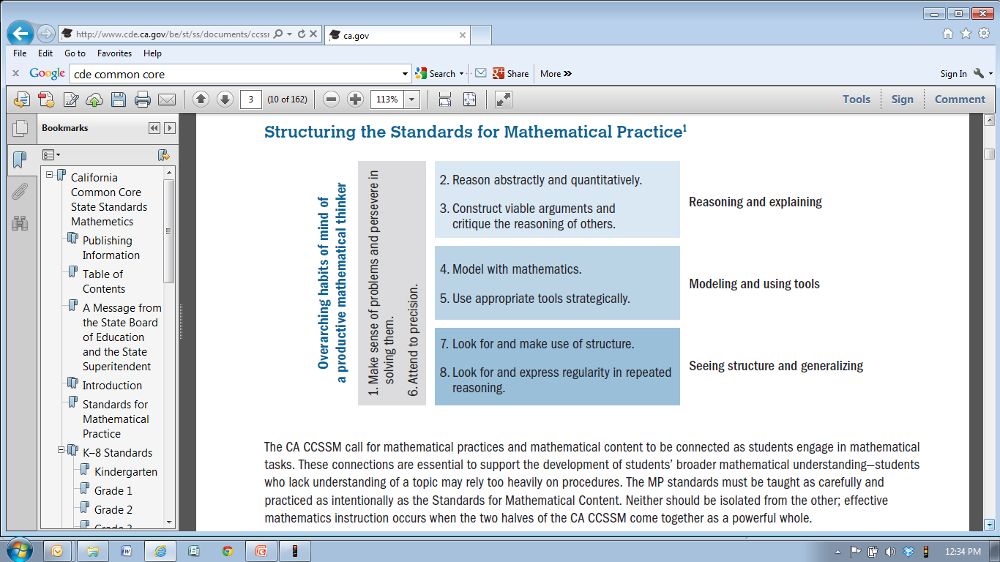 http://www.cde.ca.gov/be/st/ss/documents/ccssı
ca.gov
File Edit Go to Favorites Help
Google cde common core Search Share More »
Sign In
3 (10 of 162) 113% Tools Sign Comment
Bookmarks
California
Common Core
State Standards
Mathemetics
Publishing
Information
Table of
Contents
A Message from
the State Board
of Education
and the State
Superitendent
Introduction
Standards for
Mathematical
Practice
K–8 Standards
Kindergarten
Grade 1
Grade 2
Grade 3
Structuring the Standards for Mathematical Practice¹
Overarching habits of mind of
a productive mathematical thinker
1. Make sense of problems and persevere in
solving them.
6. Attend to precision.
2. Reason abstractly and quantitatively.
3. Construct viable arguments and
critique the reasoning of others.
Reasoning and explaining
4. Model with mathematics.
5. Use appropriate tools strategically.
Modeling and using tools
7. Look for and make use of structure.
8. Look for and express regularity in repeated
reasoning.
Seeing structure and generalizing
The CA CCSSM call for mathematical practices and mathematical content to be connected as students engage in mathematical
tasks. These connections are essential to support the development of students’ broader mathematical understanding—students
who lack understanding of a topic may rely too heavily on procedures. The MP standards must be taught as carefully and
practiced as intentionally as the Standards for Mathematical Content. Neither should be isolated from the other; effective
mathematics instruction occurs when the two halves of the CA CCSSM come together as a powerful whole.
12:34 PM